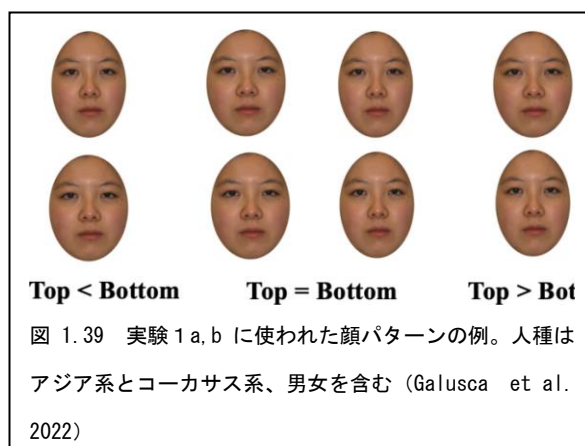 Top < Bottom Top = Bottom Top > Bot
図 1.39 実験１a,b に使われた顔パターンの例。人種は
アジア系とコーカサス系、男女を含む (Galusca et al.
2022)